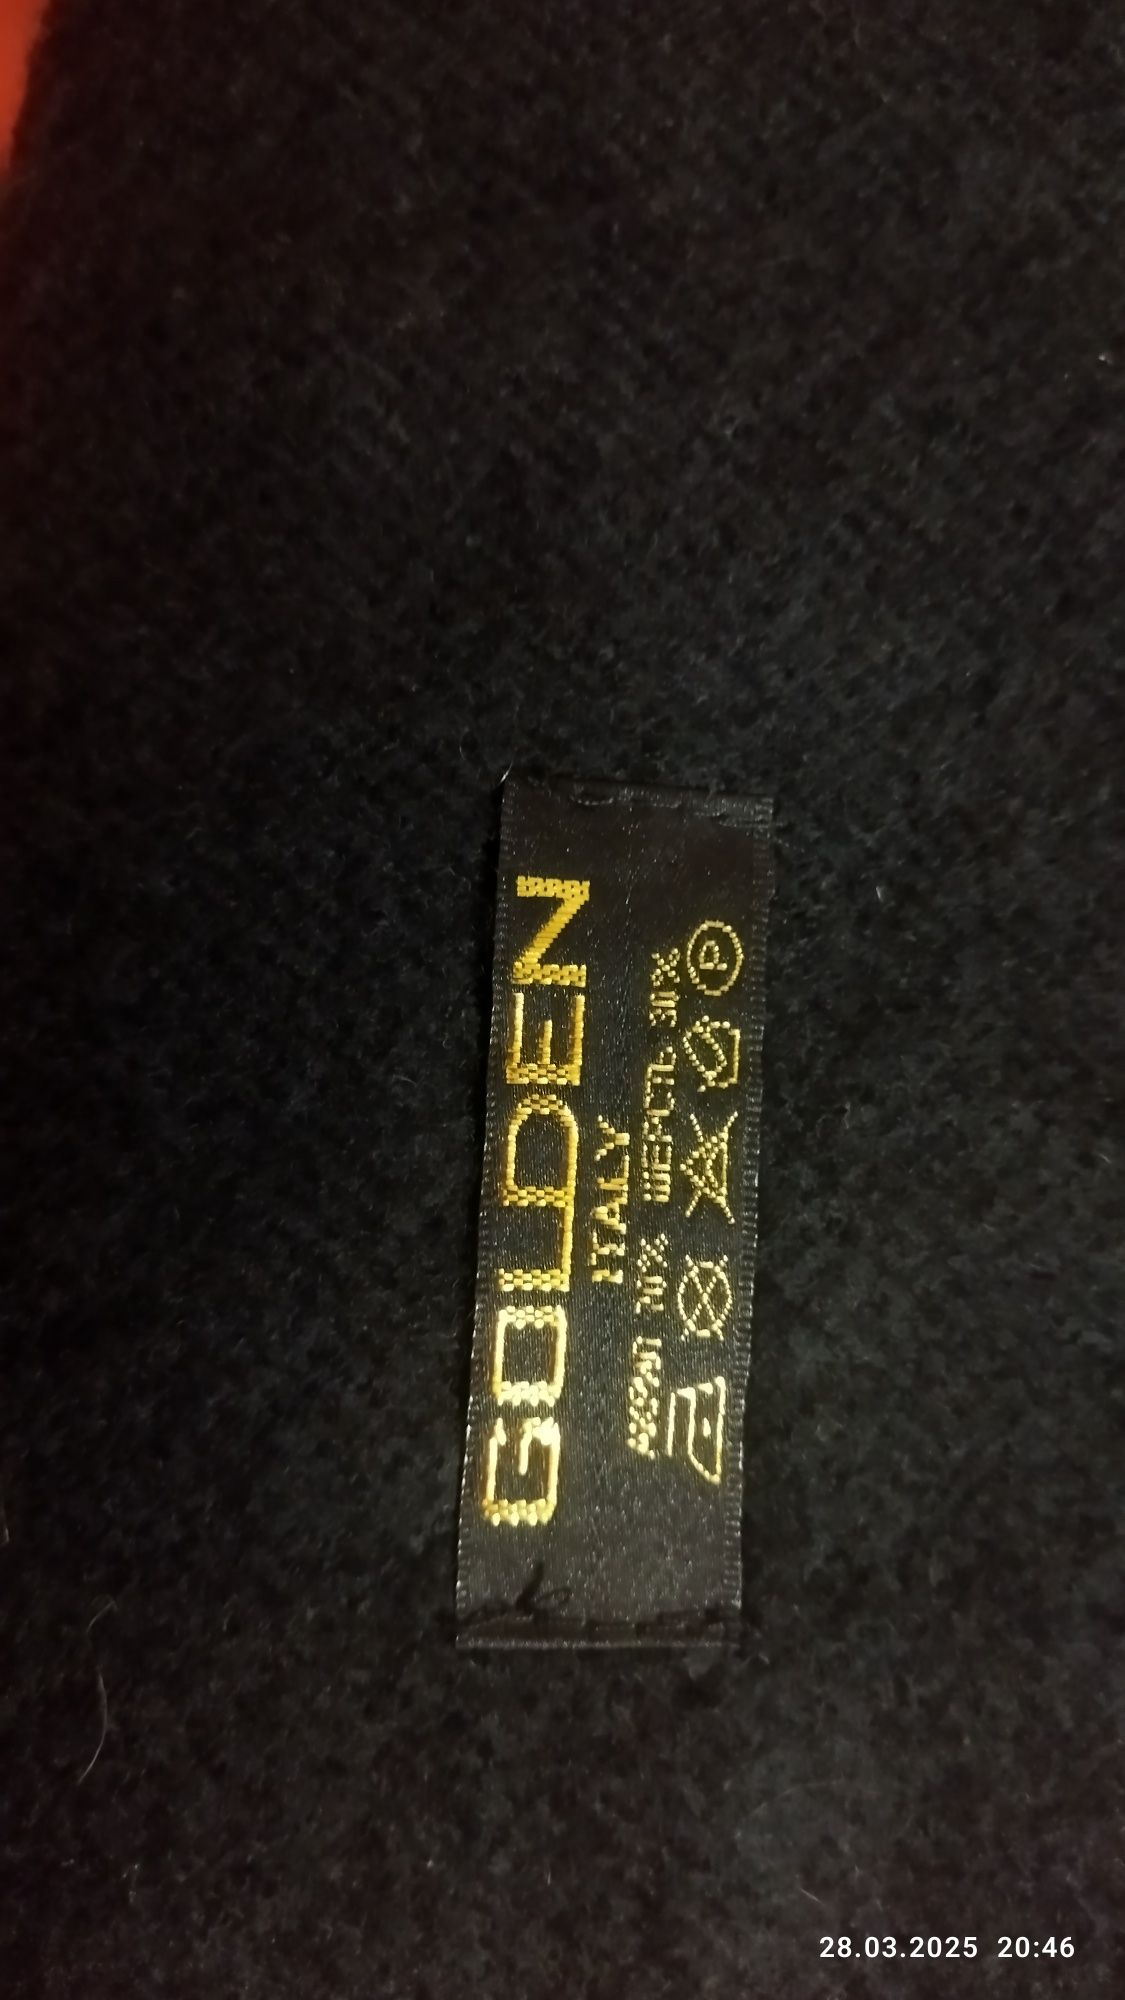 GOLDEN
ITALY
АКРИЛ 70% ШЕРСТЬ 30%
P
28.03.2025 20:46